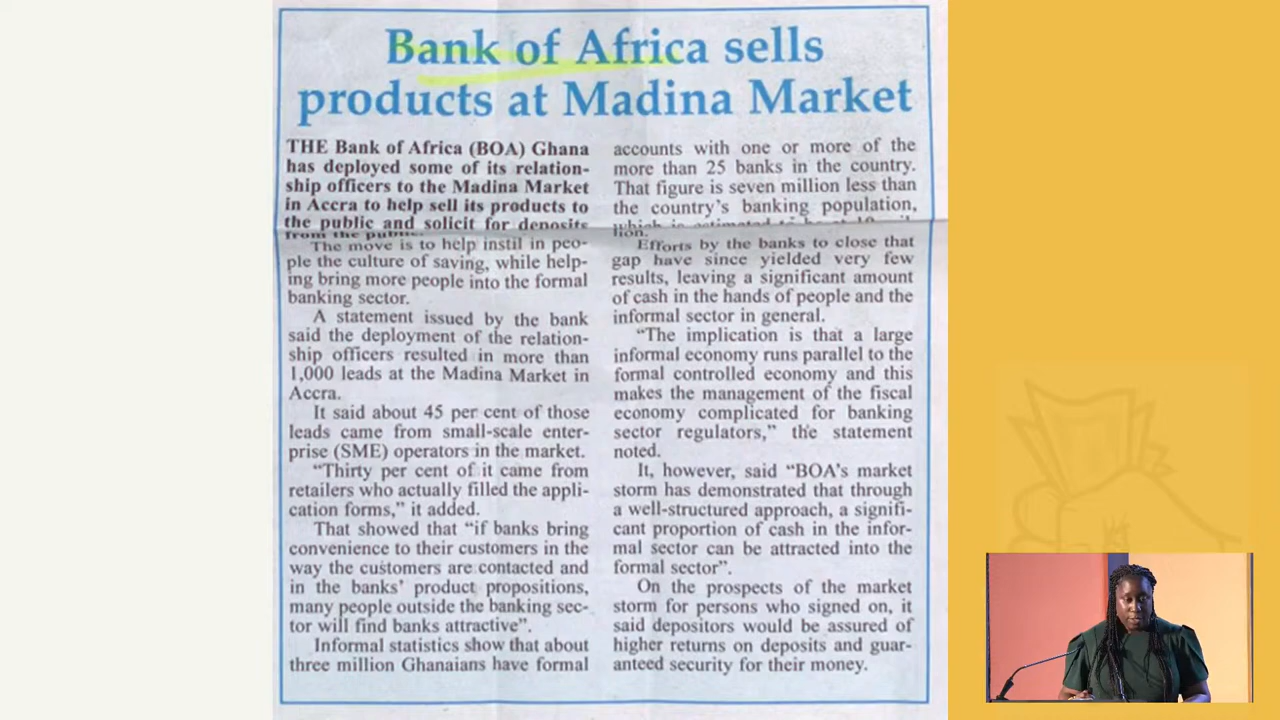 Bank of Africa sells
products at Madina Market
THE Bank of Africa (BOA) Ghana
has deployed some of its relation-
ship officers to the Madina Market
in Accra to help sell its products to
the public and solicit for deposits
from the public.
The move is to help instil in peo-
ple the culture of saving, while help-
ing bring more people into the formal
banking sector.
A statement issued by the bank
said the deployment of the relation-
ship officers resulted in more than
1,000 leads at the Madina Market in
Accra.
It said about 45 per cent of those
leads came from small-scale enter-
prise (SME) operators in the market.
“Thirty per cent of it came from
retailers who actually filled the appli-
cation forms,” it added.
That showed that “if banks bring
convenience to their customers in the
way the customers are contacted and
in the banks’ product propositions,
many people outside the banking sec-
tor will find banks attractive”.
Informal statistics show that about
three million Ghanaians have formal
accounts with one or more of the
more than 25 banks in the country.
That figure is seven million less than
the country’s banking population,
which is estimated to be at 10 mil-
lion.
Efforts by the banks to close that
gap have since yielded very few
results, leaving a significant amount
of cash in the hands of people and the
informal sector in general.
“The implication is that a large
informal economy runs parallel to the
formal controlled economy and this
makes the management of the fiscal
economy complicated for banking
sector regulators,” the statement
noted.
It, however, said “BOA’s market
storm has demonstrated that through
a well-structured approach, a signifi-
cant proportion of cash in the infor-
mal sector can be attracted into the
formal sector”.
On the prospects of the market
storm for persons who signed on, it
said depositors would be assured of
higher returns on deposits and guar-
anteed security for their money.